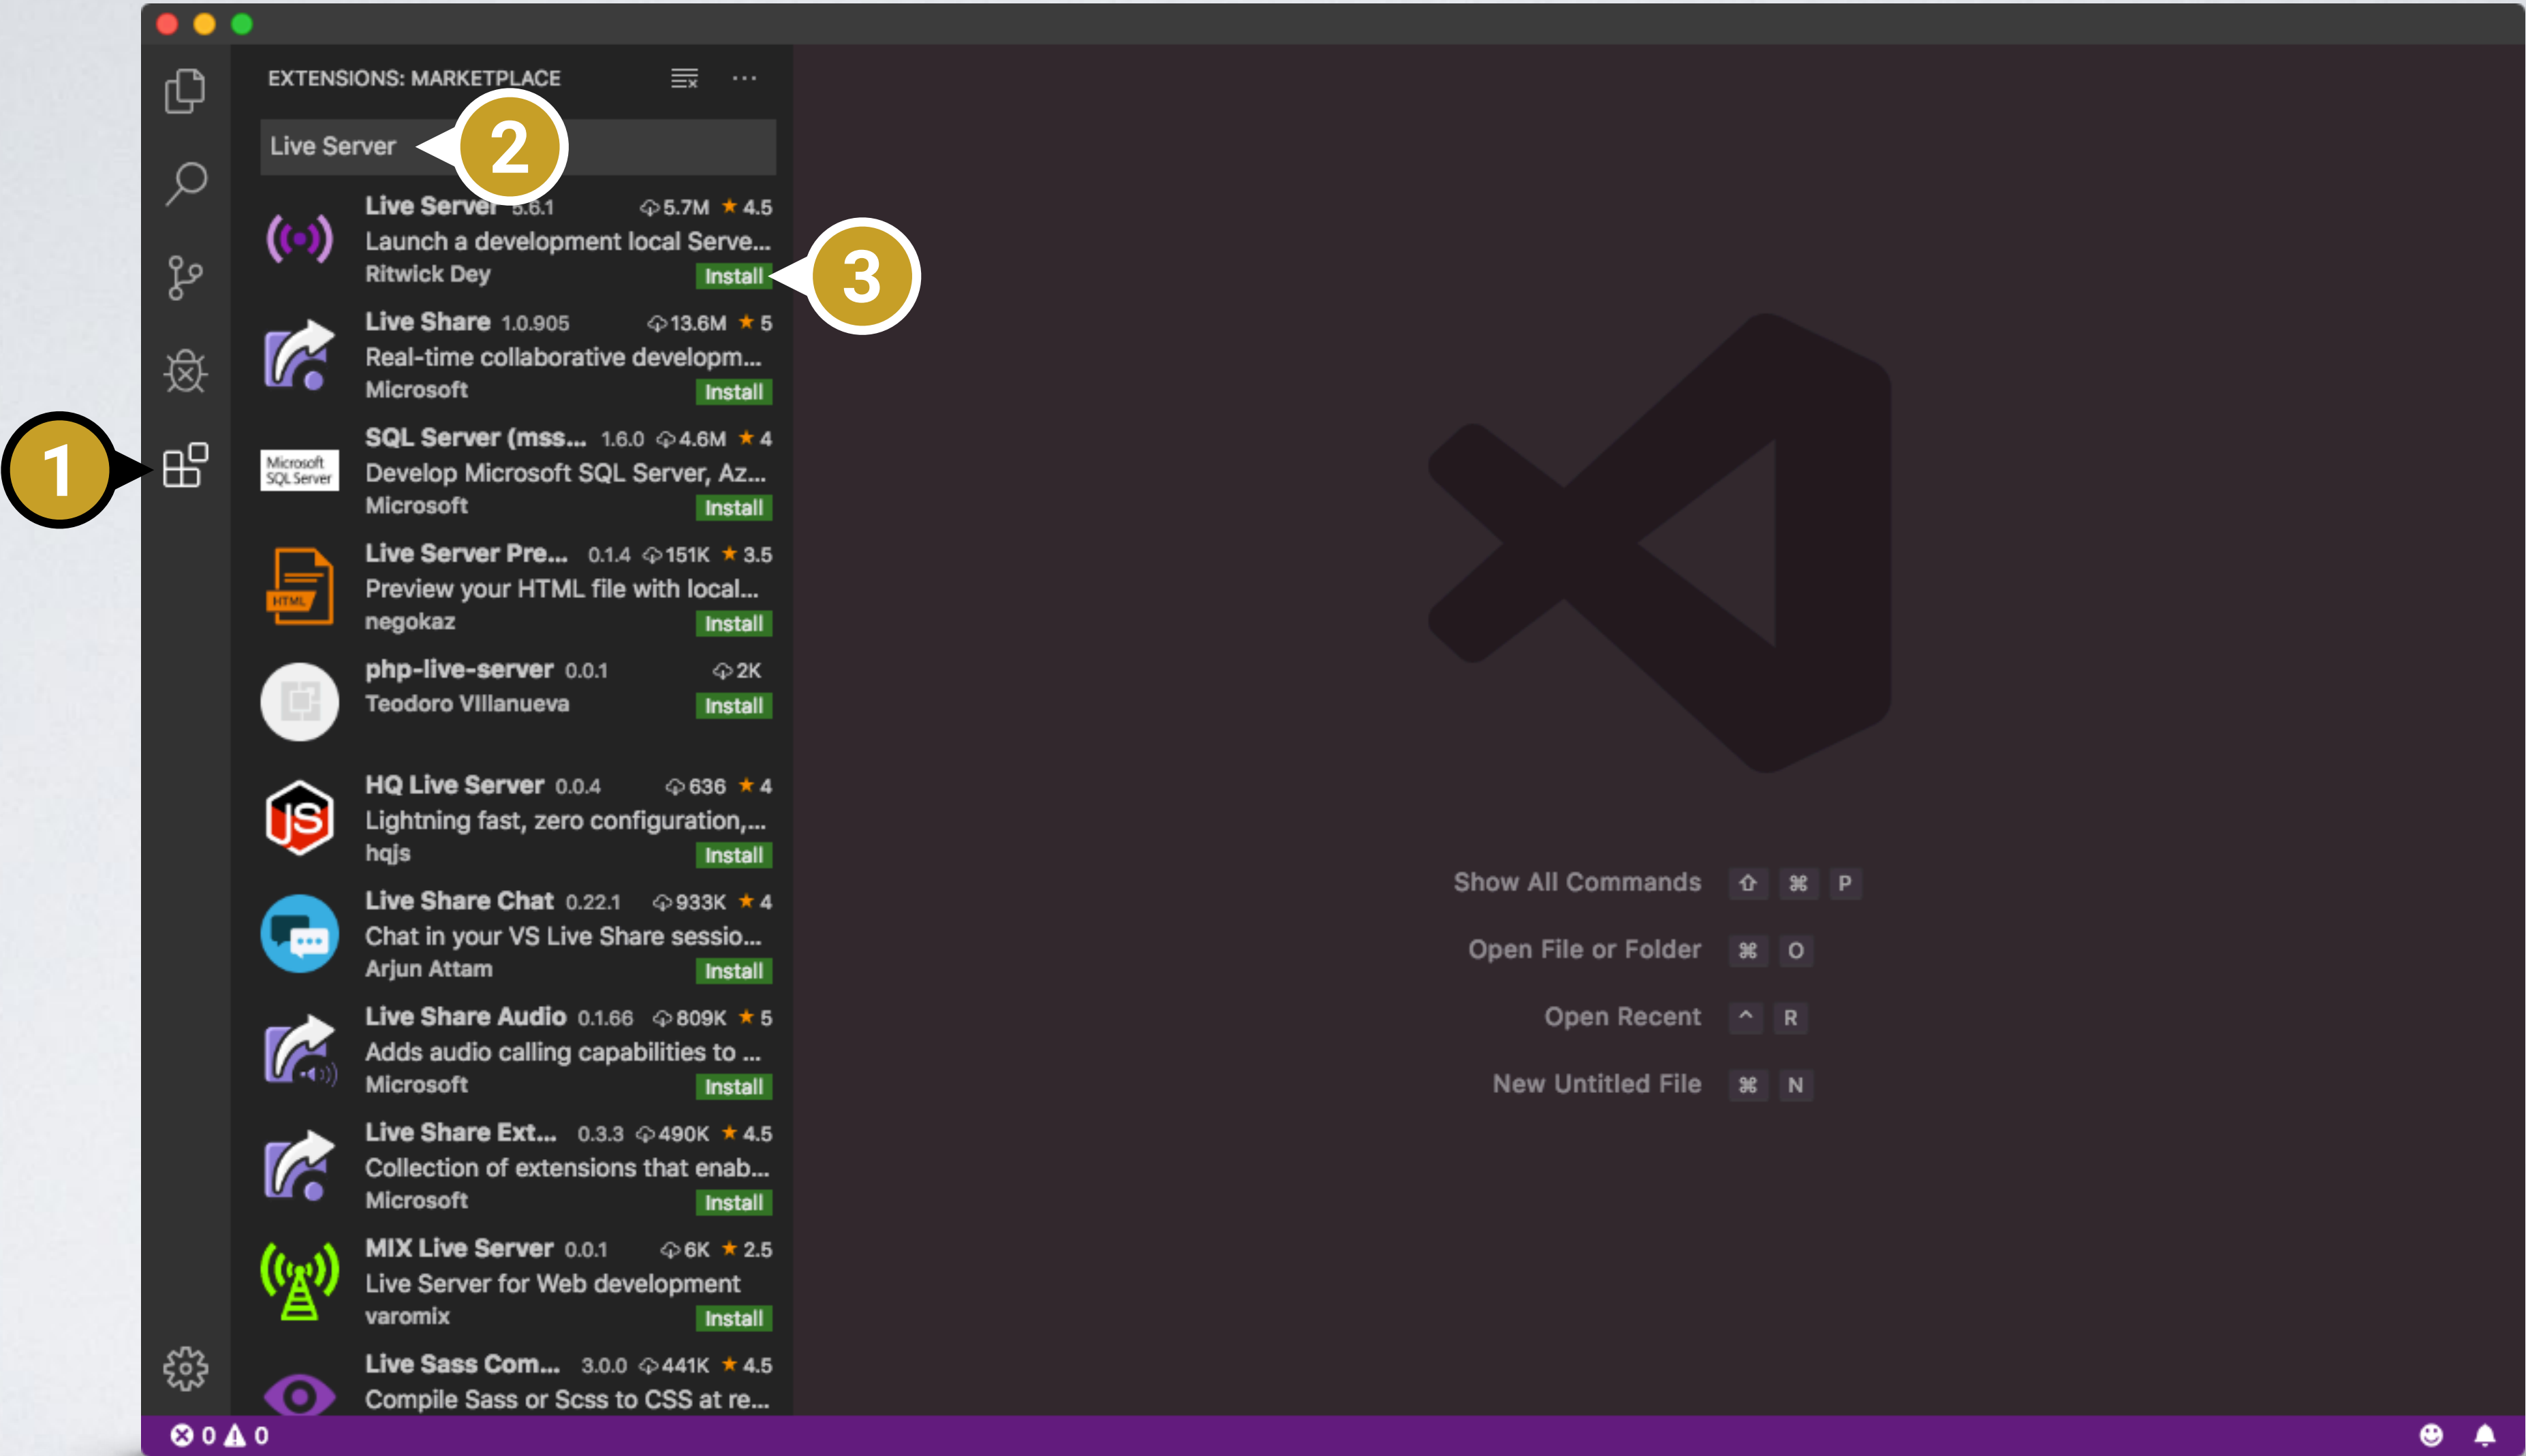 EXTENSIONS: MARKETPLACE
Live Server
2
Live Server 5.6.1 5.7M ★ 4.5
Launch a development local Serve...
Ritwick Dey Install
3
Live Share 1.0.905 13.6M ★ 5
Real-time collaborative developm...
Microsoft Install
1
Microsoft
SQL Server
SQL Server (mss... 1.6.0 4.6M ★ 4
Develop Microsoft SQL Server, Az...
Microsoft Install
HTML
Live Server Pre... 0.1.4 151K ★ 3.5
Preview your HTML file with local...
negokaz Install
php-live-server 0.0.1 2K
Teodoro VIllanueva Install
JS
HQ Live Server 0.0.4 636 ★ 4
Lightning fast, zero configuration,...
hqjs Install
Live Share Chat 0.22.1 933K ★ 4
Chat in your VS Live Share sessio...
Arjun Attam Install
Live Share Audio 0.1.66 809K ★ 5
Adds audio calling capabilities to ...
Microsoft Install
Live Share Ext... 0.3.3 490K ★ 4.5
Collection of extensions that enab...
Microsoft Install
MIX Live Server 0.0.1 6K ★ 2.5
Live Server for Web development
varomix Install
Live Sass Com... 3.0.0 441K ★ 4.5
Compile Sass or Scss to CSS at re...
Show All Commands ⇧ ⌘ P
Open File or Folder ⌘ O
Open Recent ^ R
New Untitled File ⌘ N
0 0